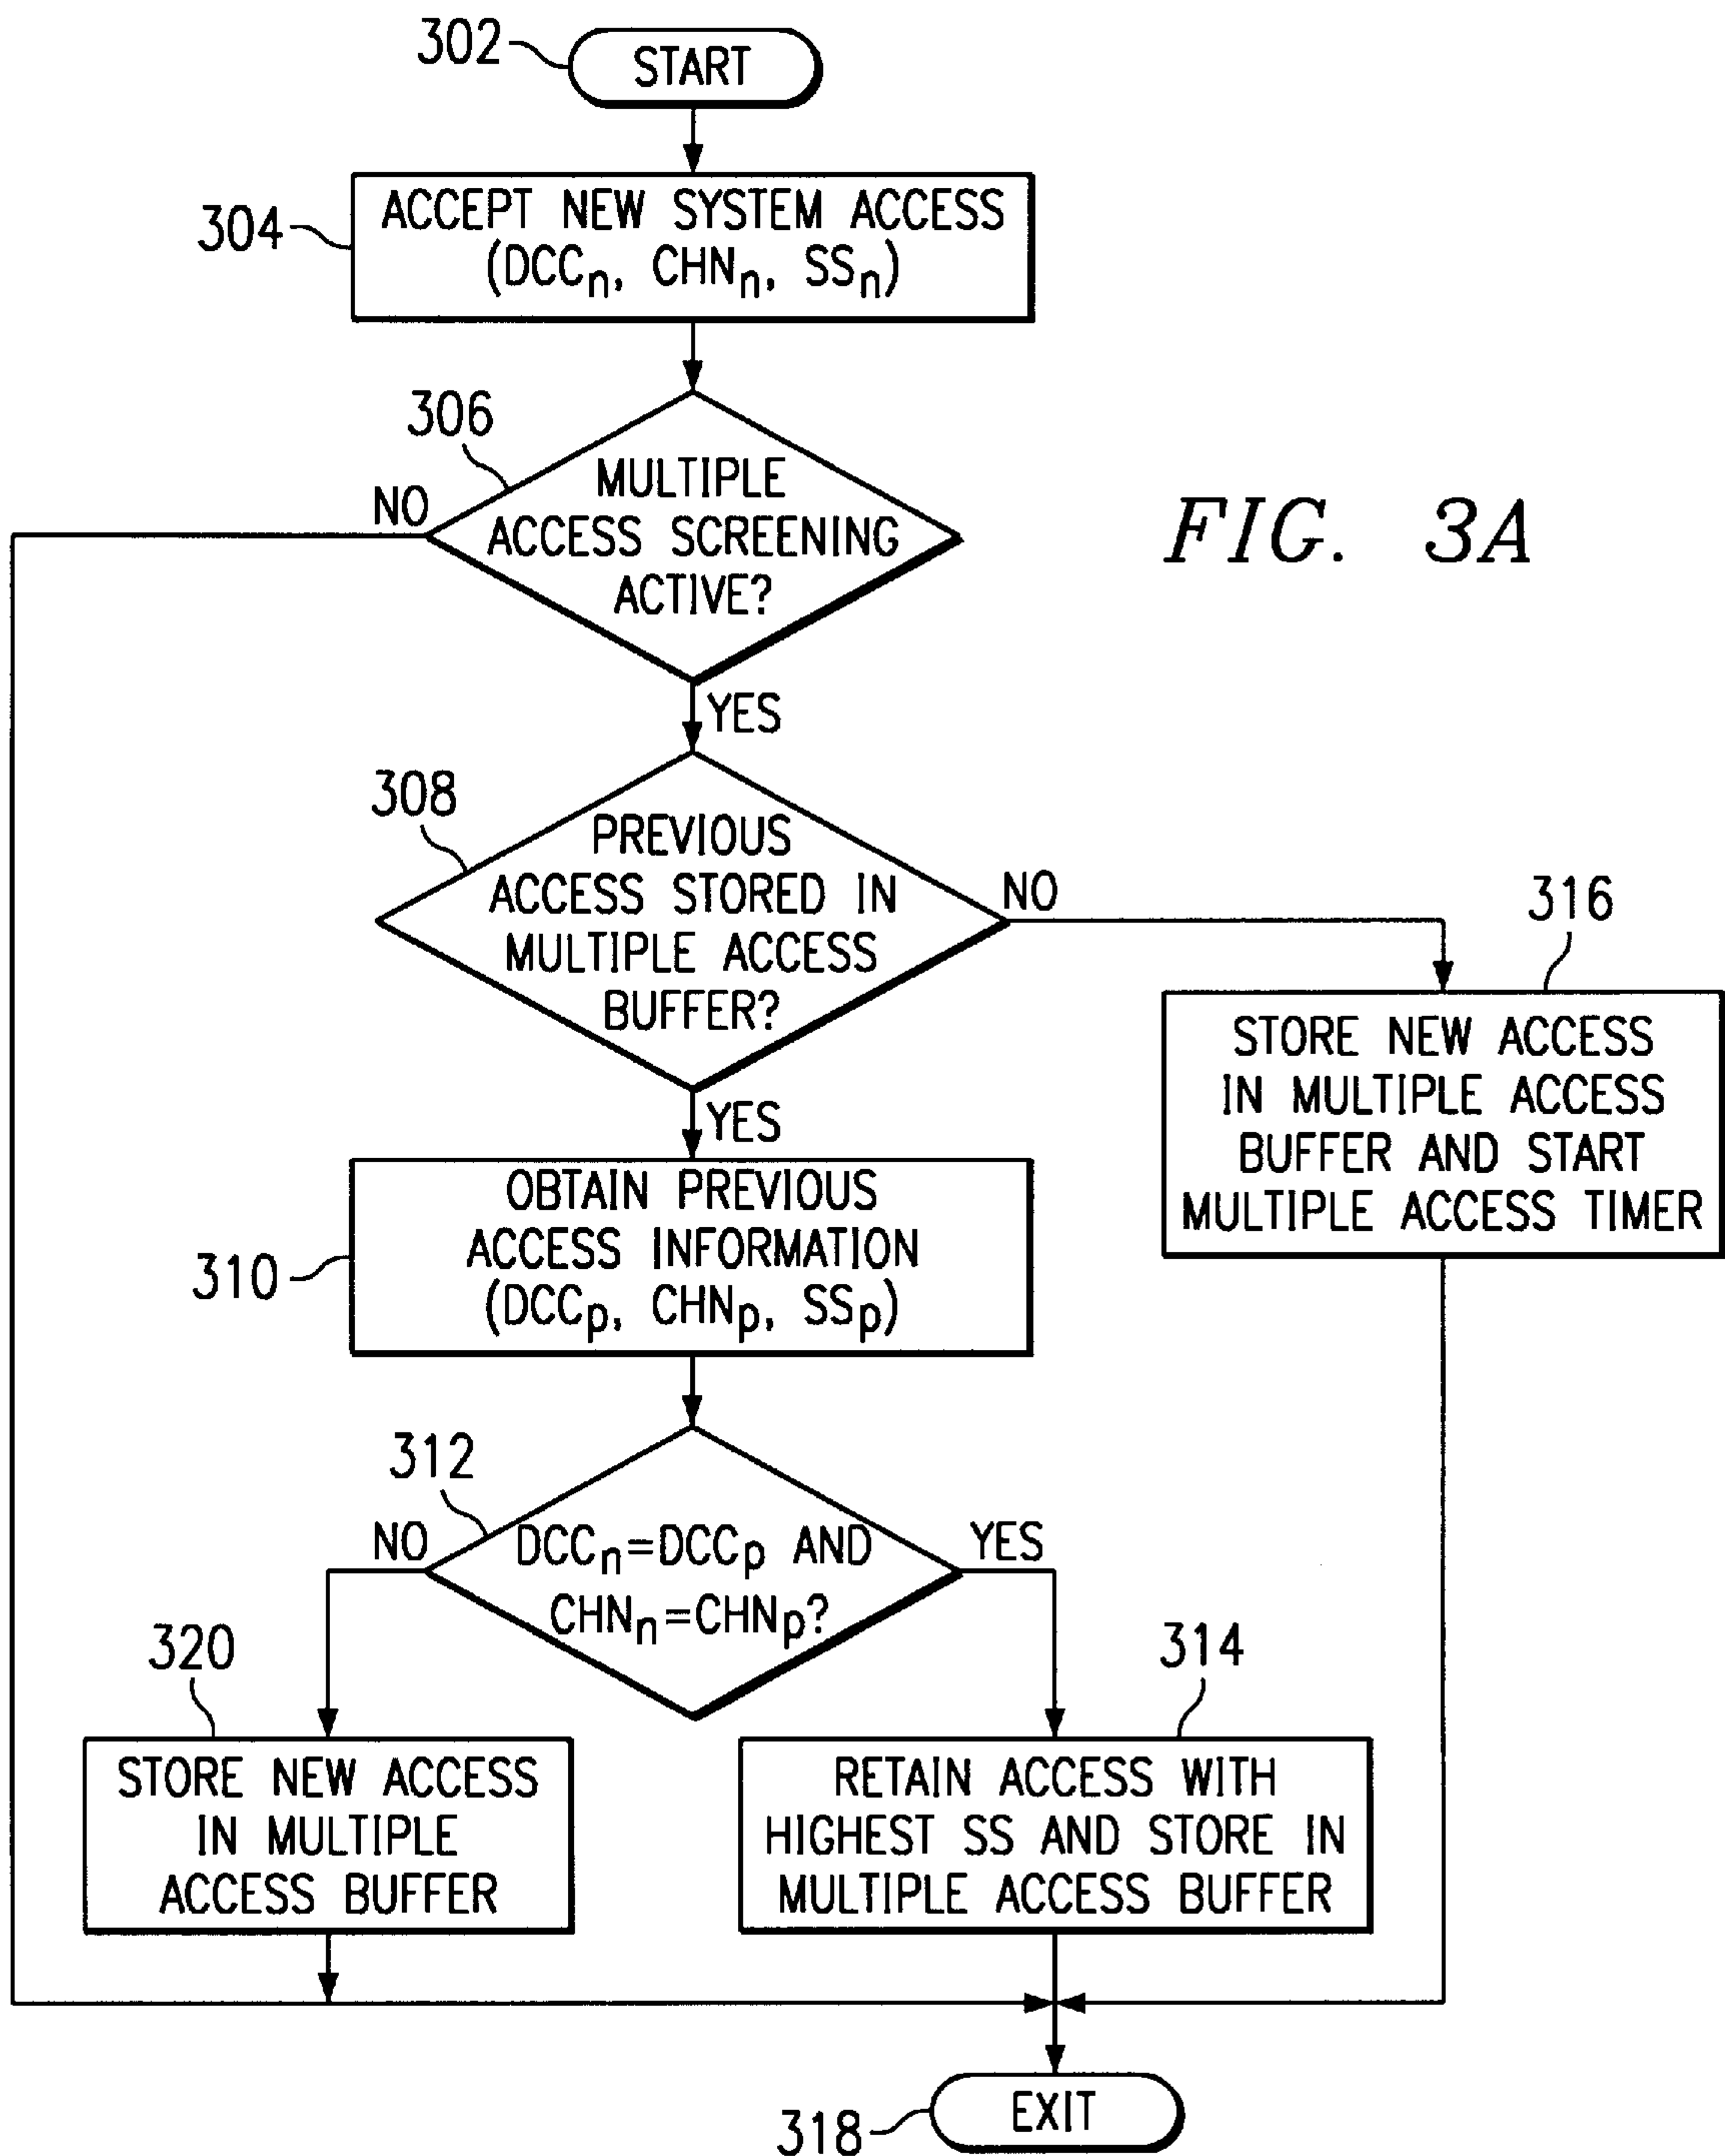 302
START
304
ACCEPT NEW SYSTEM ACCESS
(DCCn, CHNn, SSn)
306
MULTIPLE
ACCESS SCREENING
ACTIVE?
NO
YES
FIG. 3A
308
PREVIOUS
ACCESS STORED IN
MULTIPLE ACCESS
BUFFER?
NO
YES
316
STORE NEW ACCESS
IN MULTIPLE ACCESS
BUFFER AND START
MULTIPLE ACCESS TIMER
310
OBTAIN PREVIOUS
ACCESS INFORMATION
(DCCp, CHNp, SSp)
312
NO
DCCn=DCCp AND
CHNn=CHNp?
YES
320
STORE NEW ACCESS
IN MULTIPLE
ACCESS BUFFER
314
RETAIN ACCESS WITH
HIGHEST SS AND STORE IN
MULTIPLE ACCESS BUFFER
318
EXIT